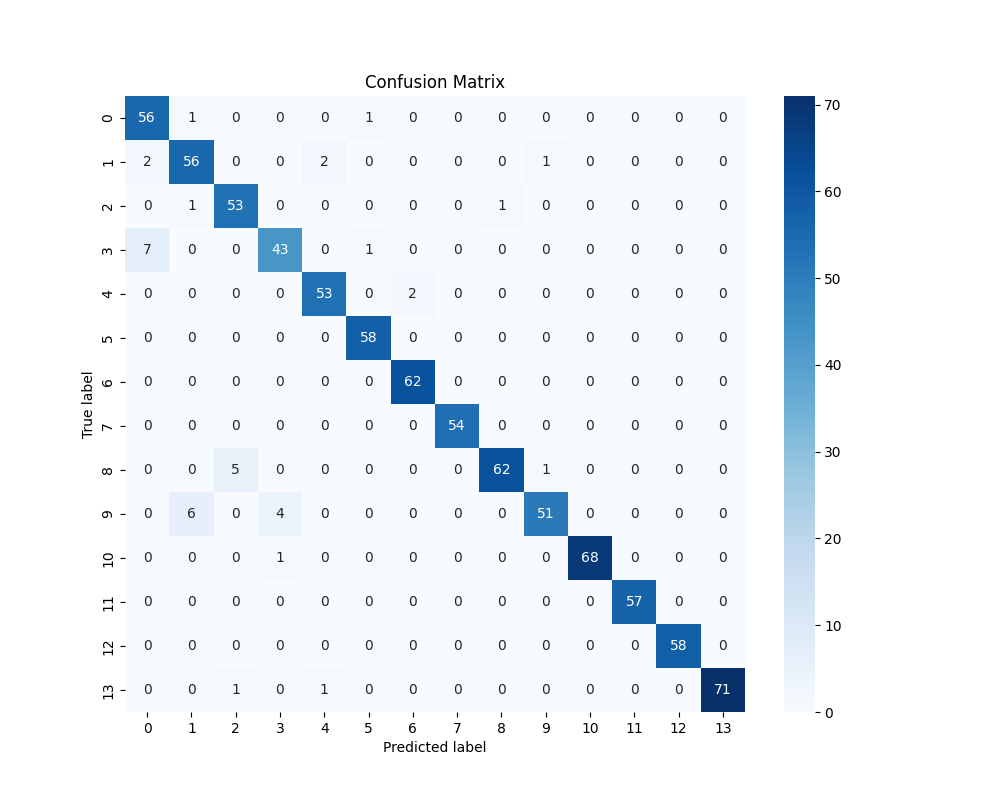 Confusion Matrix
0 56 1 0 0 0 1 0 0 0 0 0 0 0 0 70
1 2 56 0 0 2 0 0 0 0 1 0 0 0 0
2 0 1 53 0 0 0 0 0 1 0 0 0 0 0 60
3 7 0 0 43 0 1 0 0 0 0 0 0 0 0 50
4 0 0 0 0 53 0 2 0 0 0 0 0 0 0
5 0 0 0 0 0 58 0 0 0 0 0 0 0 0 40
6 0 0 0 0 0 0 62 0 0 0 0 0 0 0
True label
7 0 0 0 0 0 0 0 54 0 0 0 0 0 0 30
8 0 0 5 0 0 0 0 0 62 1 0 0 0 0
9 0 6 0 4 0 0 0 0 0 51 0 0 0 0 20
10 0 0 0 1 0 0 0 0 0 0 68 0 0 0
11 0 0 0 0 0 0 0 0 0 0 0 57 0 0 10
12 0 0 0 0 0 0 0 0 0 0 0 0 58 0
13 0 0 1 0 1 0 0 0 0 0 0 0 0 71 0
0 1 2 3 4 5 6 7 8 9 10 11 12 13
Predicted label